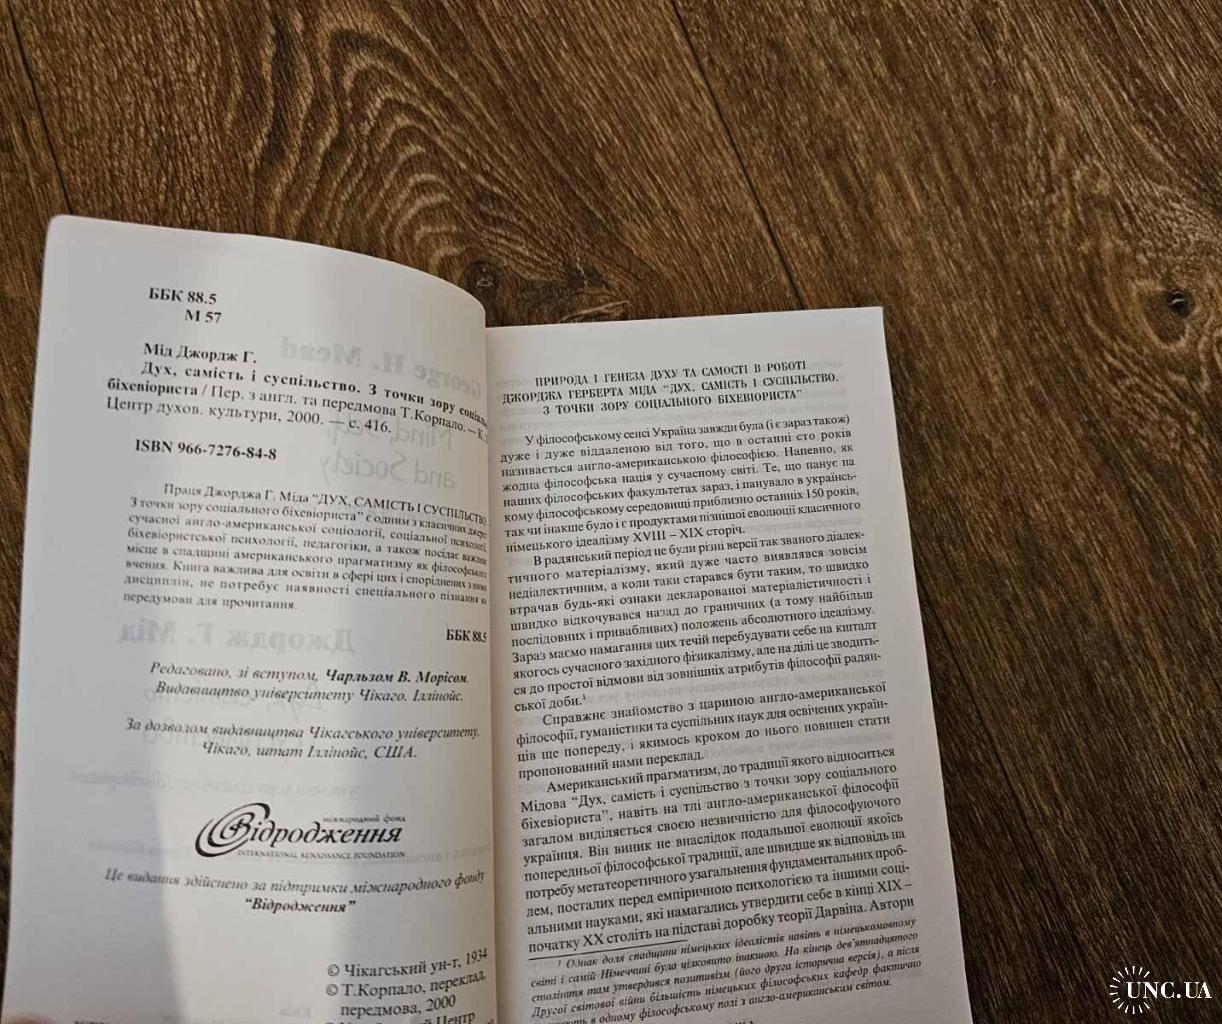 ББК 88.5
М 57
Мід Джордж Г.
Дух, самість і суспільство. З точки зору соціаль-
біхевіориста / Пер. з англ. та передмова Т.Корпало. – К.:
Центр духов. культури, 2000. — с. 416.
ISBN 966-7276-84-8
Праця Джорджа Г. Міда “ДУХ, САМІСТЬ І СУСПІЛЬСТВО
З точки зору соціального біхевіориста” є одним з класичних джерел
сучасної англо-американської соціології, соціальної психології,
біхевіористської психології, педагогіки, а також посідає важливе
місце в спадщині американського прагматизму як філософського
вчення. Книга важлива для освіти в сфері цих і споріднених з ними
дисциплін, не потребує наявності спеціального пізнання як
передумови для прочитання.
ББК 88.5
Редаговано, зі вступом, Чарльзом В. Морісом.
Видавництво університету Чікаго. Іллінойс.
За дозволом видавництва Чікагського університету.
Чікаго, штат Іллінойс, США.
міжнародний фонд
Відродження
INTERNATIONAL RENAISSANCE FOUNDATION
Це видання здійснено за підтримки міжнародного фонду
“Відродження”
© Чікагський ун-т, 1934
© Т.Корпало, переклад,
передмова, 2000
Центр
ПРИРОДА І ГЕНЕЗА ДУХУ ТА САМОСТІ В РОБОТІ
ДЖОРДЖА ГЕРБЕРТА МІДА “ДУХ, САМІСТЬ І СУСПІЛЬСТВО.
З ТОЧКИ ЗОРУ СОЦІАЛЬНОГО БІХЕВІОРИСТА”
У філософському сенсі Україна завжди була (і є зараз також)
дуже і дуже віддаленою від того, що в останні сто років
називається англо-американською філософією. Напевно, як
жодна філософська нація у сучасному світі. Те, що панує на
наших філософських факультетах зараз, і панувало в україн-
ському філософському середовищі приблизно останніх 150 років,
так чи інакше було і є продуктами пізнішої еволюції класичного
німецького ідеалізму XVIII – XIX сторіч.
В радянський період це були різні версії так званого діалек-
тичного матеріалізму, який дуже часто виявлявся зовсім
недіалектичним, а коли таки старався бути таким, то швидко
втрачав будь-які ознаки декларованої матеріалістичності і
швидко відкочувався назад до граничних (а тому найбільш
послідовних і привабливих) положень абсолютного ідеалізму.
Зараз маємо намагання цих течій перебудувати себе на кшталт
якогось сучасного західного фізикалізму, але на ділі це зводить-
ся до простої відмови від зовнішніх атрибутів філософії радян-
ської доби.¹
Справжнє знайомство з цариною англо-американської
філософії, гуманістики та суспільних наук для освічених україн-
ців ще попереду, і якимось кроком до нього повинен стати
пропонований нами переклад.
Американський прагматизм, до традиції якого відноситься
Мідова “Дух, самість і суспільство з точки зору соціального
біхевіориста”, навіть на тлі англо-американської філософії
загалом виділяється своєю незвичністю для філософуючого
українця. Він виник не внаслідок подальшої еволюції якоїсь
попередньої філософської традиції, але швидше як відповідь на
потребу метатеоретичного узагальнення фундаментальних проб-
лем, посталих перед емпіричною психологією та іншими соці-
альними науками, які намагались утвердити себе в кінці XIX –
початку XX століть на підставі доробку теорії Дарвіна. Автори
¹ Однак доля спадщини німецьких ідеалістів навіть в німецькомовному
світі і самій Німеччині була цілковито інакшою. На кінець дев'ятнадцятого
століття там утвердився позитивізм (його друга історична версія), а після
Другої світової війни більшість німецьких філософських кафедр фактично
в одному філософському полі з англо-американським світом.
UNC.UA